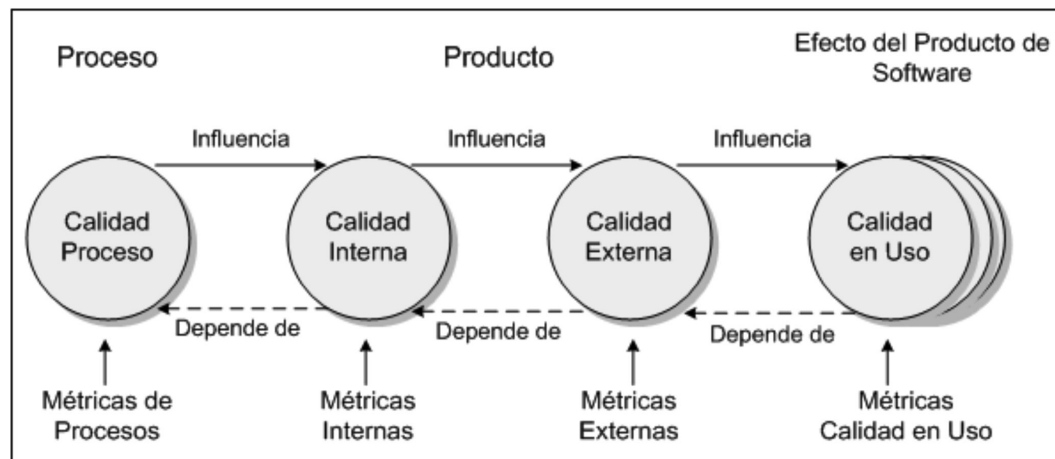 Proceso
Producto
Efecto del Producto de
Software
Influencia
Influencia
Influencia
Calidad
Proceso
Calidad
Interna
Calidad
Externa
Calidad
en Uso
Depende de
Depende de
Depende de
Métricas de
Procesos
Métricas
Internas
Métricas
Externas
Métricas
Calidad en Uso